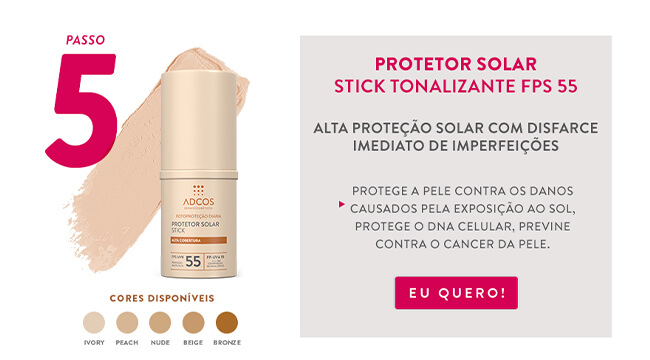 PASSO
5
ADCOS
FOTOPROTEÇÃO DIÁRIA
PROTETOR SOLAR
STICK
ALTA COBERTURA
55
CORES DISPONÍVEIS
IVORY PEACH NUDE BEIGE BRONZE
PROTETOR SOLAR
STICK TONALIZANTE FPS 55
ALTA PROTEÇÃO SOLAR COM DISFARCE
IMEDIATO DE IMPERFEIÇÕES
PROTEGE A PELE CONTRA OS DANOS
CAUSADOS PELA EXPOSIÇÃO AO SOL,
PROTEGE O DNA CELULAR, PREVINE
CONTRA O CANCER DA PELE.
EU QUERO!